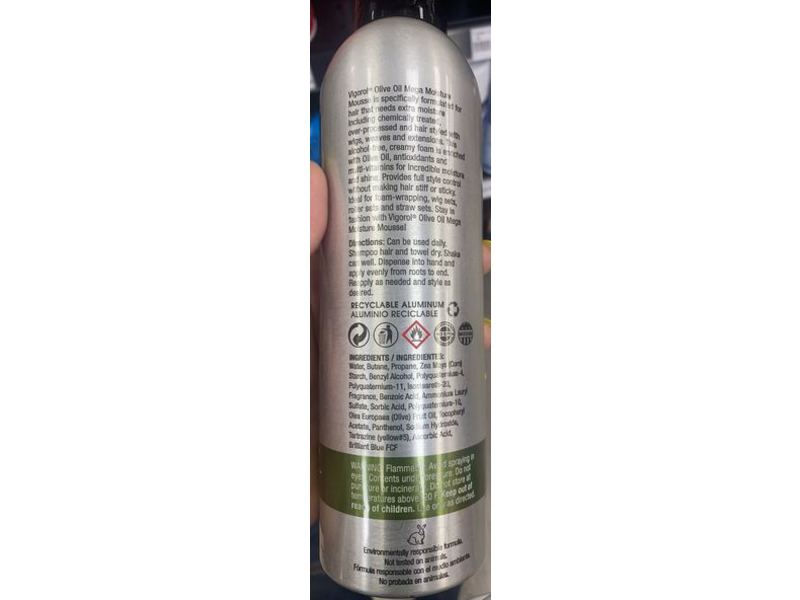 Vigorol® Olive Oil Mega Moisture
Mousse is specifically formulated for
hair that needs extra moisture
Including chemically treated,
over-processed and hair styled with
wigs, weaves and extensions. This
alcohol-free, creamy foam is enriched
with Olive Oil, antioxidants and
multi-vitamins for incredible moisture
and shine. Provides full style control
without making hair stiff or sticky.
Ideal for foam-wrapping, wig sets,
roller sets and straw sets. Stay in
fashion with Vigorol® Olive Oil Mega
Moisture Mousse!
Directions: Can be used daily.
Shampoo hair and towel dry. Shake
can well. Dispense into hand and
apply evenly from roots to end.
Reapply as needed and style as
desired.
RECYCLABLE ALUMINUM
ALUMINIO RECICLABLE
INGREDIENTS / INGREDIENTES:
Water, Butane, Propane, Zea Mays (Corn)
Starch, Benzyl Alcohol, Polyquaternium-4,
Polyquaternium-11, Isosteareth-20,
Fragrance, Benzoic Acid, Ammonium Lauryl
Sulfate, Sorbic Acid, Polyquaternium-10,
Olea Europaea (Olive) Fruit Oil, Tocopheryl
Acetate, Panthenol, Sodium Hydroxide,
Tartrazine (yellow#5), Ascorbic Acid,
Brilliant Blue FCF
WARNING: Flammable. Avoid spraying in
eyes. Contents under pressure. Do not
puncture or incinerate. Do not store at
temperatures above 120 F. Keep out of
reach of children. Use only as directed.
Environmentally responsible formula.
Not tested on animals.
Fórmula responsable con el medio ambiente.
No probada en animales.